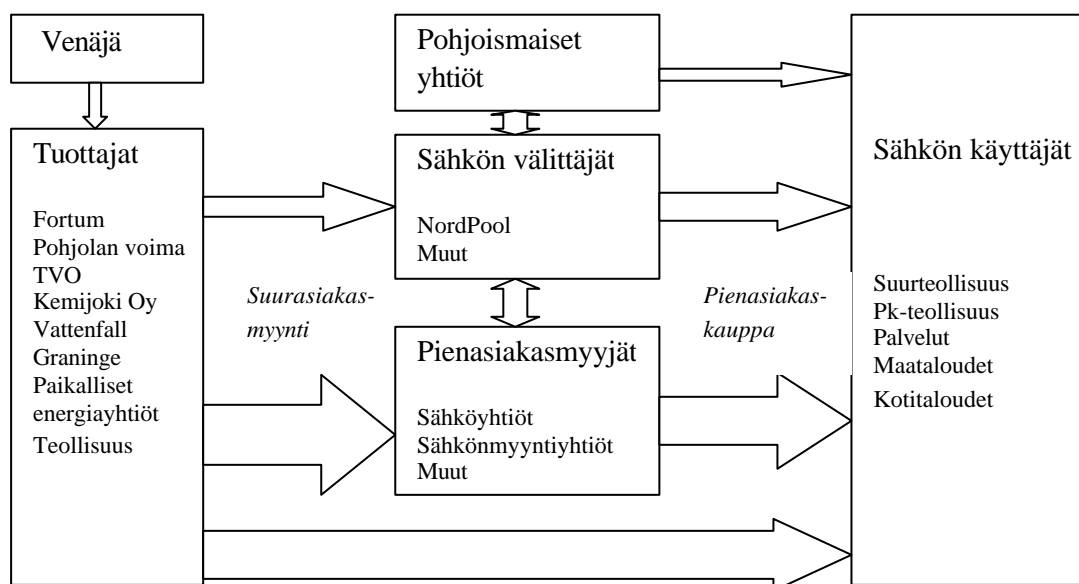 Venäjä
Tuottajat
Fortum
Pohjolan voima
TVO
Kemijoki Oy
Vattenfall
Graninge
Paikalliset
energiayhtiöt
Teollisuus
Suurasiakas-
myynti
Pohjoismaiset
yhtiöt
Sähkön välittäjät
NordPool
Muut
Pienasiakasmyyjät
Sähköyhtiöt
Sähkönmyyntiyhtiöt
Muut
Pienasiakas-
kauppa
Sähkön käyttäjät
Suurteollisuus
Pk-teollisuus
Palvelut
Maataloudet
Kotitaloudet